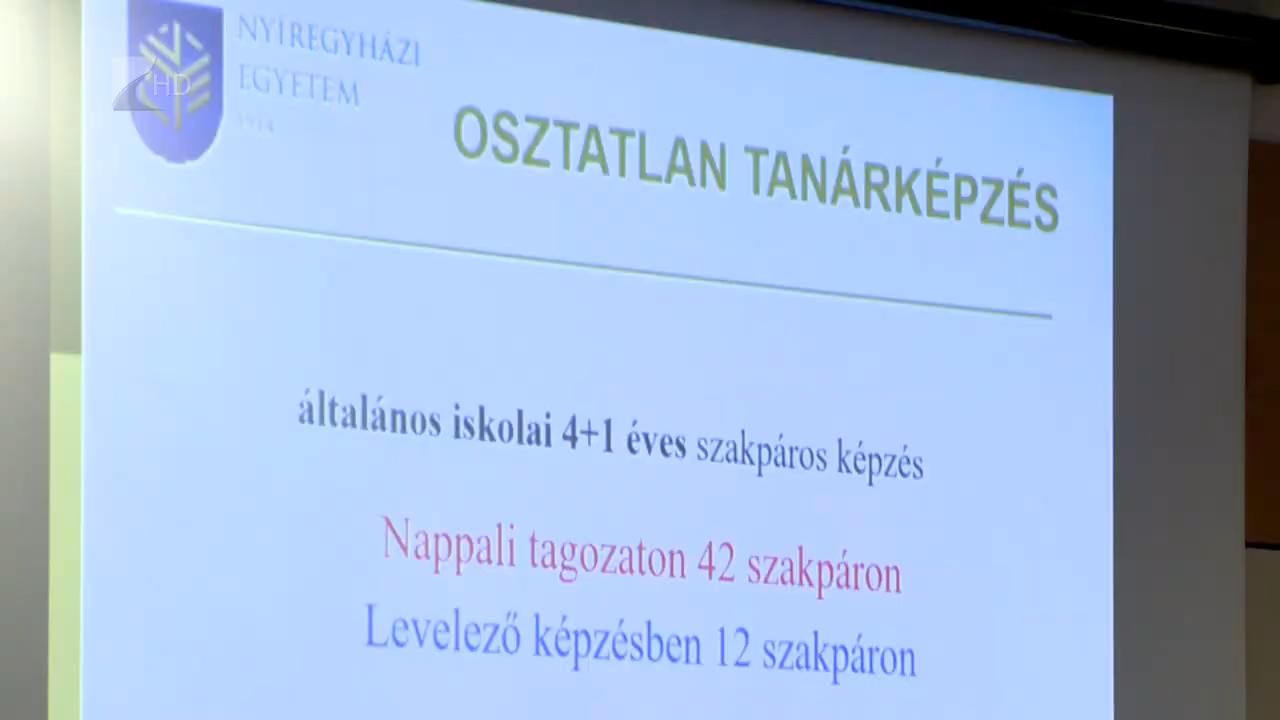 NYÍREGYHÁZI
EGYETEM
1914
HD
OSZTATLAN TANÁRKÉPZÉS
általános iskolai 4+1 éves szakpáros képzés
Nappali tagozaton 42 szakpáron
Levelező képzésben 12 szakpáron